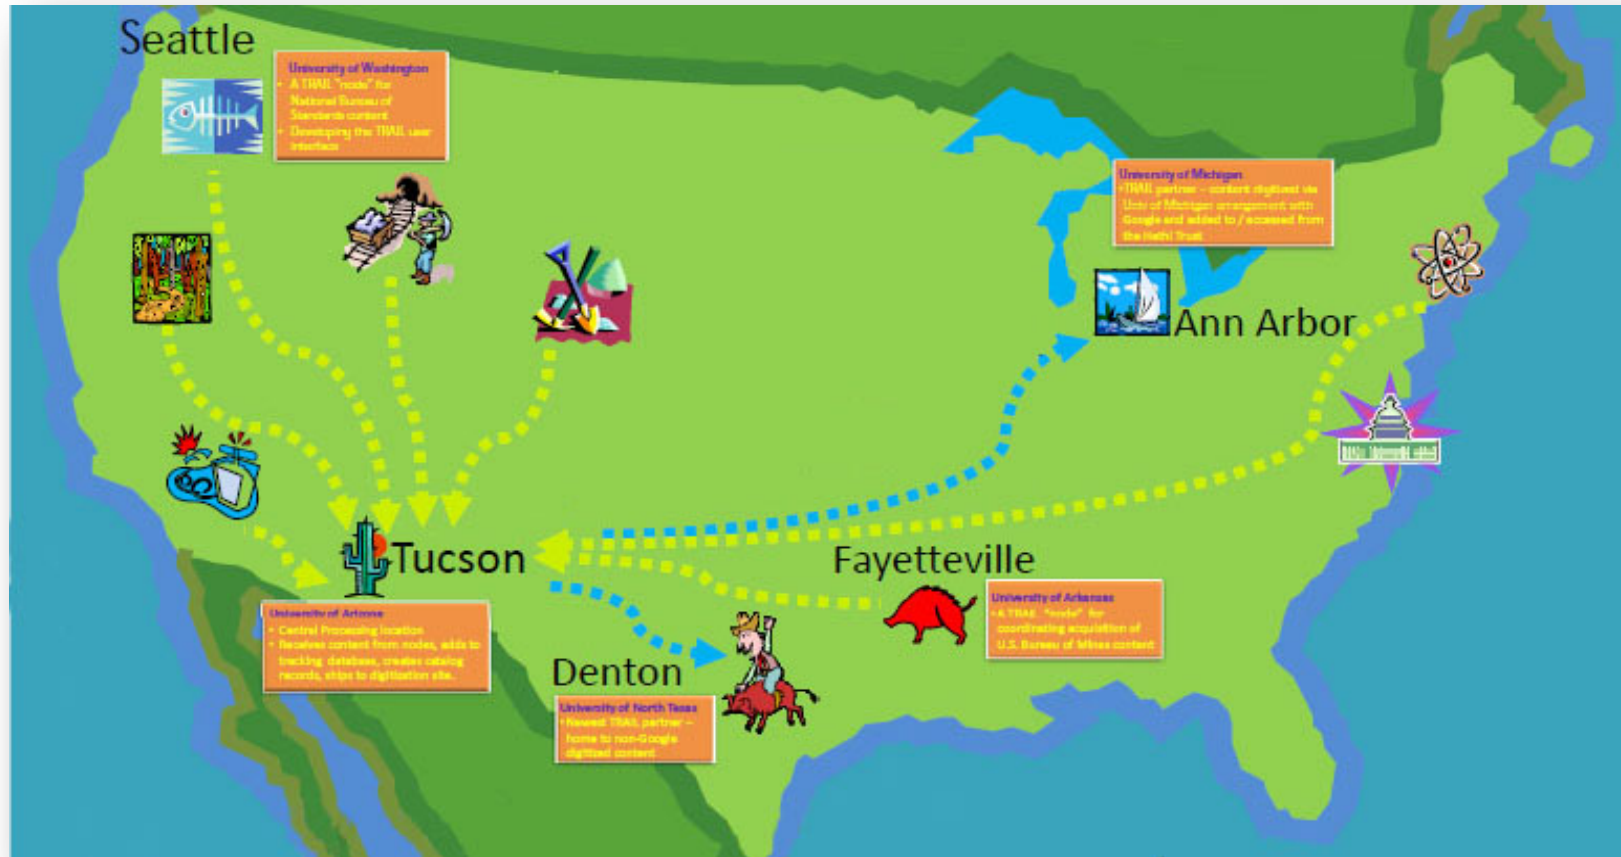 Seattle
University of Washington
• A TRAIL "node" for
National Bureau of
Standards content
• Developing the TRAIL user
interface
University of Michigan
•TRAIL partner – content digitized via
Univ of Michigan arrangement with
Google and added to / accessed from
the Hathi Trust
Ann Arbor
Tucson
University of Arizona
• Central Processing location
• Receives content from nodes, adds to
tracking database, creates catalog
records, ships to digitization site.
Fayetteville
University of Arkansas
•A TRAIL "node" for
coordinating acquisition of
U.S. Bureau of Mines content
Denton
University of North Texas
•Newest TRAIL partner –
home to non-Google
digitized content